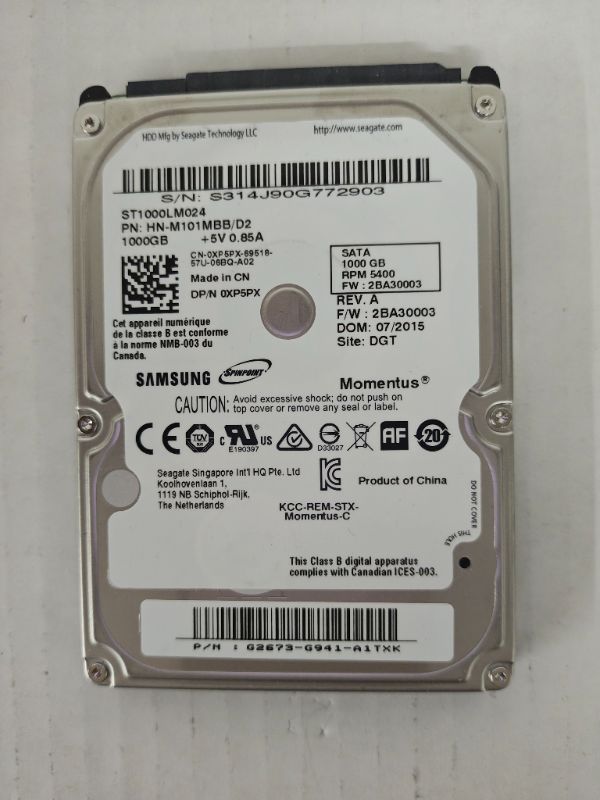 HDD Mfg by Seagate Technology LLC
http://www.seagate.com
S/N: S314J90G772903
ST1000LM024
PN: HN-M101MBB/D2
1000GB +5V 0.85A
CN-0XP5PX-69518-
57U-06BQ-A02
Made in CN
DP/N 0XP5PX
SATA
1000 GB
RPM 5400
FW : 2BA30003
REV. A
F/W : 2BA30003
DOM: 07/2015
Site: DGT
Cet appareil numérique
de la classe B est conforme
à la norme NMB-003 du
Canada.
SAMSUNG SPINPOINT
Momentus®
CAUTION: Avoid excessive shock; do not push on
top cover or remove any seal or label.
CE TÜV c UL US AF 20
E190397 D33027
Seagate Singapore Int'l HQ Pte. Ltd
Koolhovenlaan 1,
1119 NB Schiphol-Rijk,
The Netherlands
Product of China
KCC-REM-STX-
Momentus-C
DO NOT COVER
THIS HOLE
This Class B digital apparatus
complies with Canadian ICES-003.
P/N : G2673-G941-A1TXK